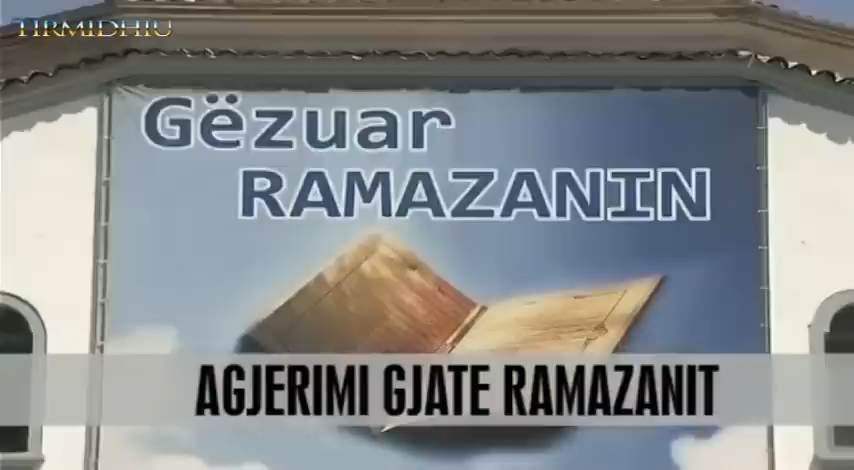 TIRMIDHIU
Gëzuar
RAMAZANIN
AGJERIMI GJATE RAMAZANIT